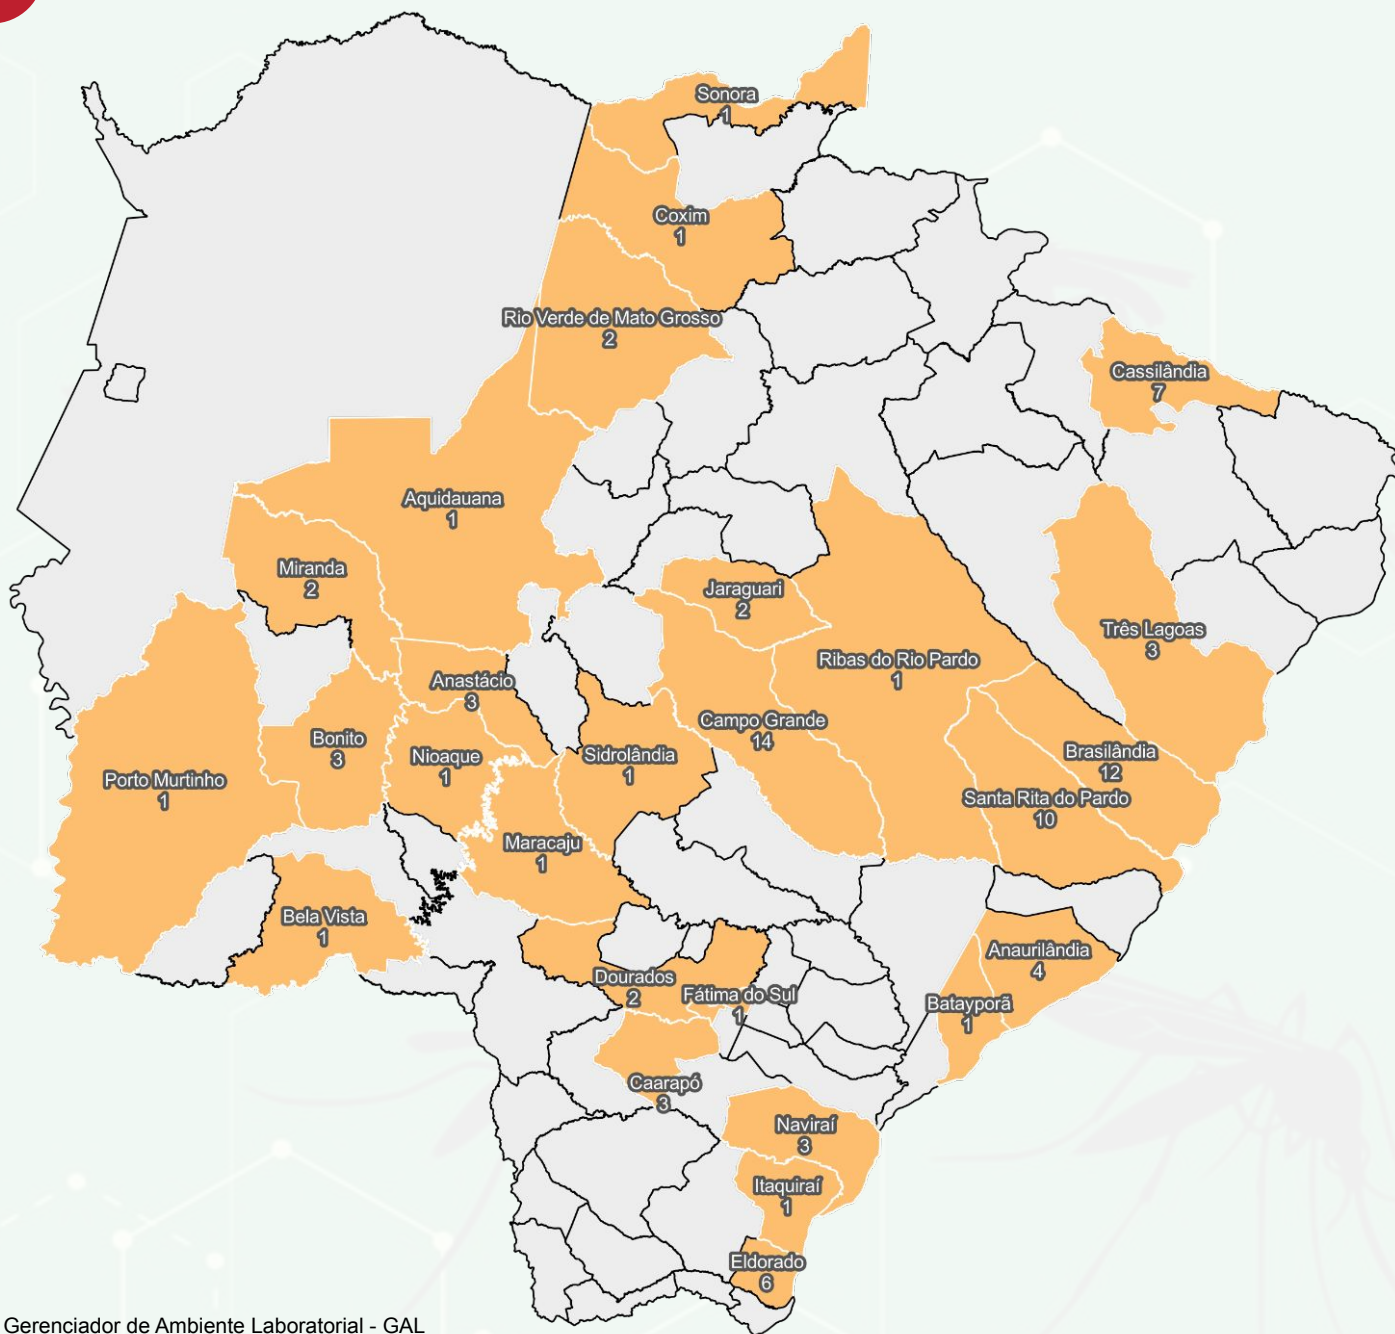 Sonora
1
Coxim
1
Rio Verde de Mato Grosso
2
Cassilândia
7
Aquidauana
1
Miranda
2
Jaraguari
2
Três Lagoas
3
Ribas do Rio Pardo
1
Anastácio
3
Campo Grande
14
Bonito
3
Nioaque
1
Sidrolândia
1
Brasilândia
12
Porto Murtinho
1
Santa Rita do Pardo
10
Maracaju
1
Bela Vista
1
Anaurilândia
4
Dourados
2
Fátima do Sul
1
Batayporã
1
Caarapó
3
Naviraí
3
Itaquiraí
1
Eldorado
6
Gerenciador de Ambiente Laboratorial - GAL